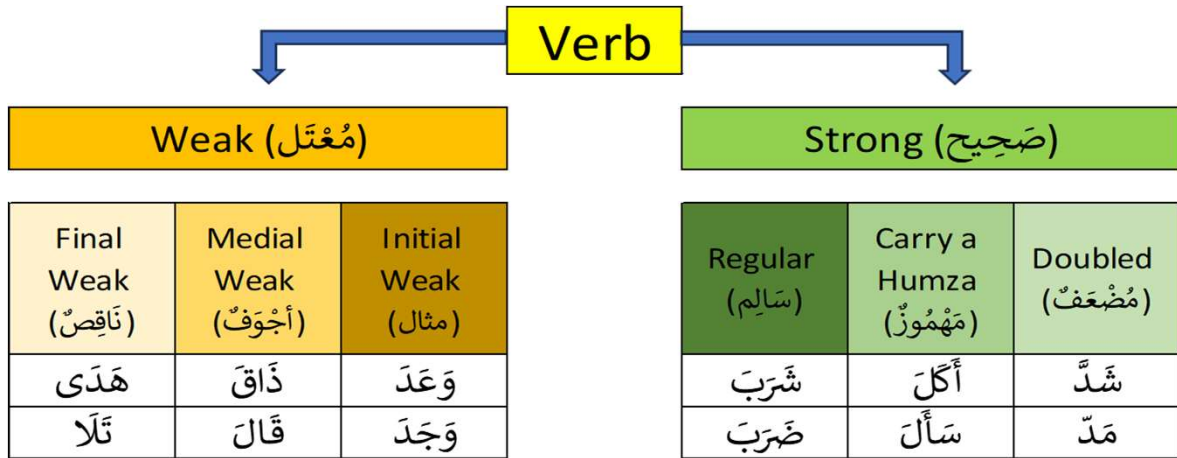 Verb
Weak (مُعْتَل)
Strong (صَحِيح)
Final
Weak
(نَاقِصٌ)
Medial
Weak
(أجْوَفٌ)
Initial
Weak
(مثال)
Regular
(سَالِم)
Carry a
Humza
(مَهْمُوزٌ)
Doubled
(مُضْعَفٌ)
هَدَى
ذَاقَ
وَعَدَ
شَرَبَ
أَكَلَ
شَدَّ
تَلَا
قَالَ
وَجَدَ
ضَرَبَ
سَأَلَ
مَدّ